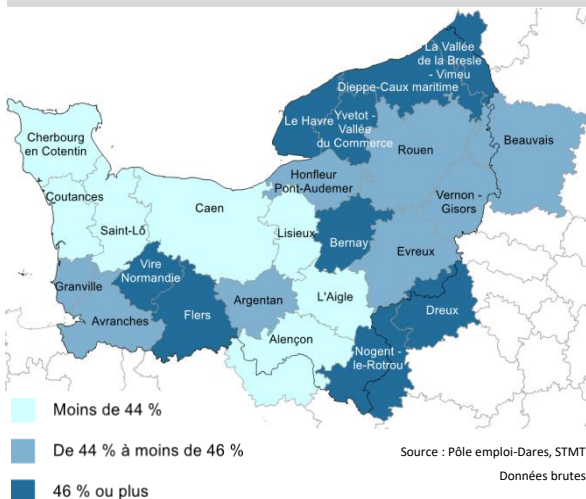 La Vallée
de la Bresle
- Vimeu
Dieppe-Caux maritime
Le Havre
Yvetot -
Vallée
du Commerce
Rouen
Beauvais
Cherbourg
en Cotentin
Honfleur
Pont-Audemer
Coutances
Caen
Vernon -
Gisors
Saint-Lô
Lisieux
Bernay
Evreux
Vire
Normandie
Granville
Argentan
L'Aigle
Avranches
Flers
Dreux
Alençon
Nogent -
le-Rotrou
Moins de 44 %
De 44 % à moins de 46 %
46 % ou plus
Source : Pôle emploi-Dares, STMT
Données brutes